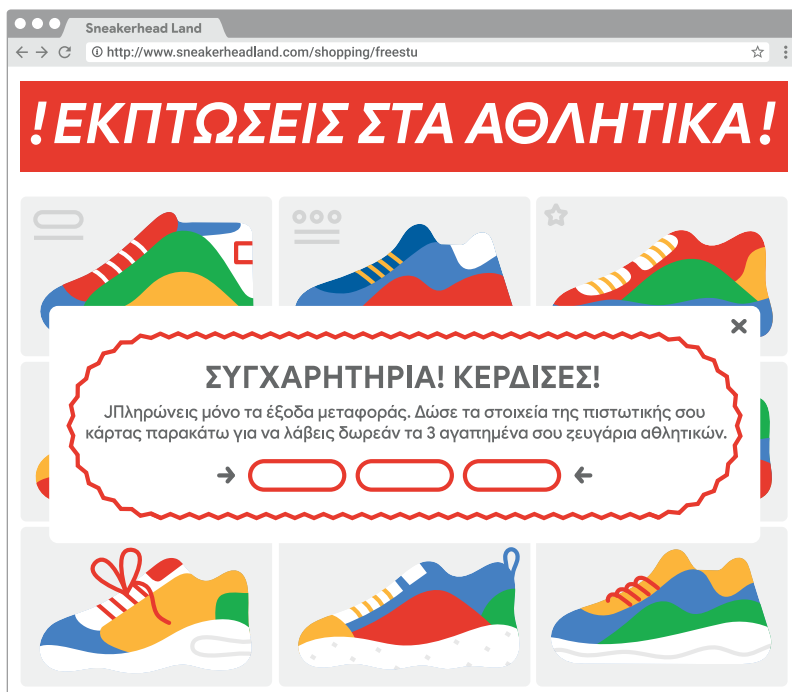 Sneakerhead Land
http://www.sneakerheadland.com/shopping/freestu
! ΕΚΠΤΩΣΕΙΣ ΣΤΑ ΑΘΛΗΤΙΚΑ !
ΣΥΓΧΑΡΗΤΗΡΙΑ! ΚΕΡΔΙΣΕΣ!
JΠληρώνεις μόνο τα έξοδα μεταφοράς. Δώσε τα στοιχεία της πιστωτικής σου
κάρτας παρακάτω για να λάβεις δωρεάν τα 3 αγαπημένα σου ζευγάρια αθλητικών.